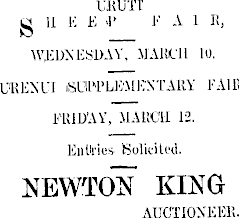 URUTI
SHEEP FAIR,
WEDNESDAY, MARCH 10.
URENUI SUPPLEMENTARY FAIR
FRIDAY, MARCH 12.
Entries Solicited.
NEWTON KING
AUCTIONEER.